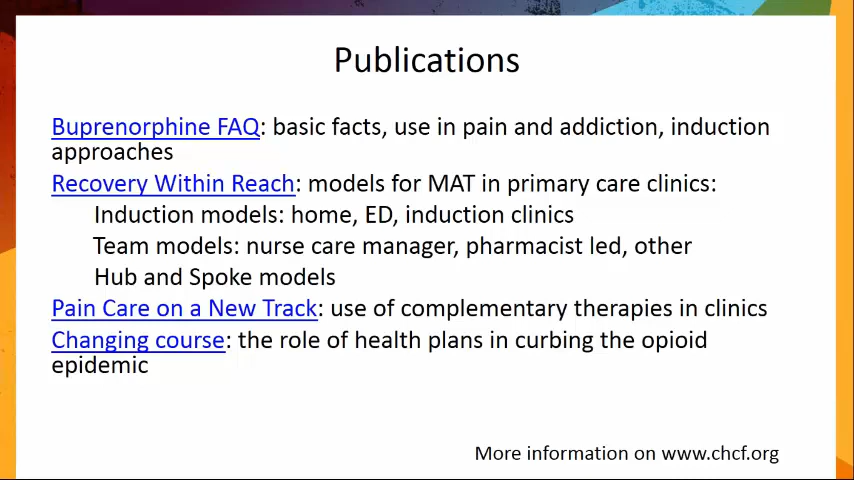 Publications
Buprenorphine FAQ: basic facts, use in pain and addiction, induction
approaches
Recovery Within Reach: models for MAT in primary care clinics:
Induction models: home, ED, induction clinics
Team models: nurse care manager, pharmacist led, other
Hub and Spoke models
Pain Care on a New Track: use of complementary therapies in clinics
Changing course: the role of health plans in curbing the opioid
epidemic
More information on www.chcf.org